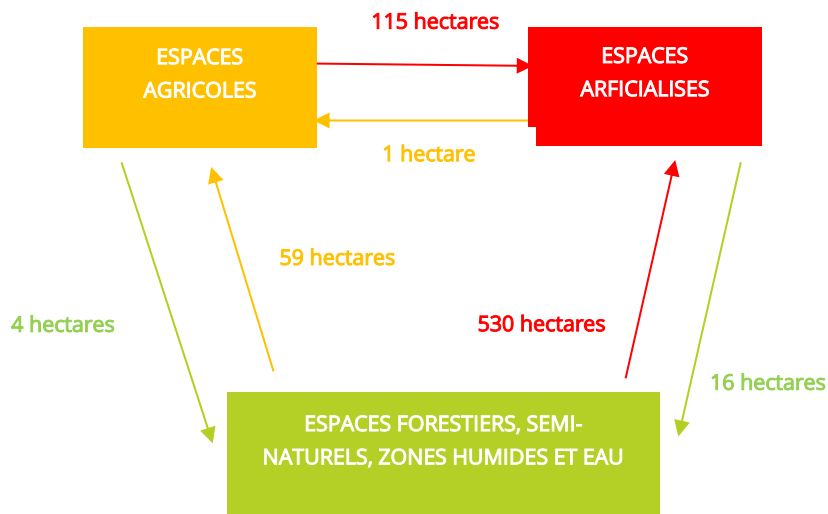 115 hectares
ESPACES
AGRICOLES
ESPACES
ARFICIALISES
1 hectare
59 hectares
4 hectares
530 hectares
16 hectares
ESPACES FORESTIERS, SEMI-
NATURELS, ZONES HUMIDES ET EAU